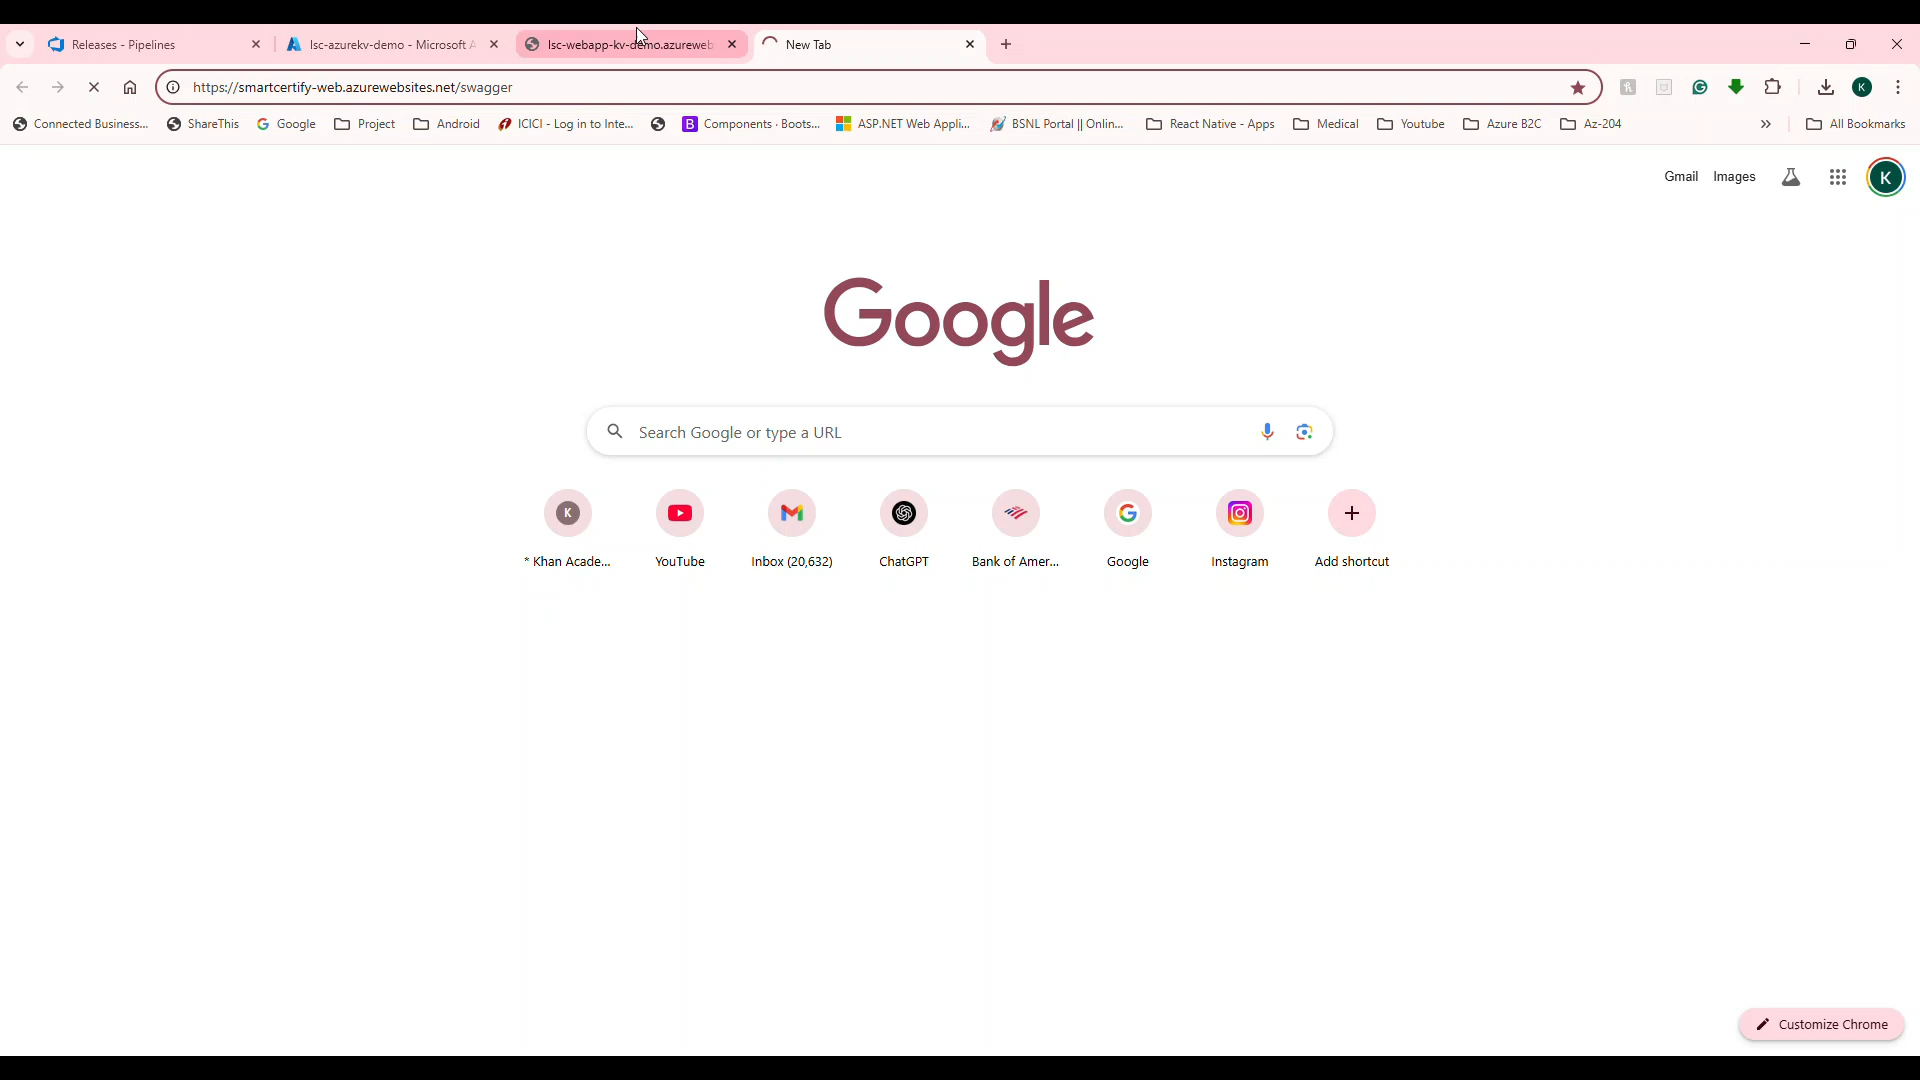 Releases - Pipelines
lsc-azurekv-demo - Microsoft A
lsc-webapp-kv-demo.azureweb
New Tab
https://smartcertify-web.azurewebsites.net/swagger
K
Connected Business...
ShareThis
Google
Project
Android
ICICI - Log in to Inte...
B
Components · Boots...
ASP.NET Web Appli...
BSNL Portal || Onlin...
React Native - Apps
Medical
Youtube
Azure B2C
Az-204
All Bookmarks
Gmail
Images
K
Google
Search Google or type a URL
K
* Khan Acade...
YouTube
Inbox (20,632)
ChatGPT
Bank of Amer...
Google
Instagram
Add shortcut
Customize Chrome